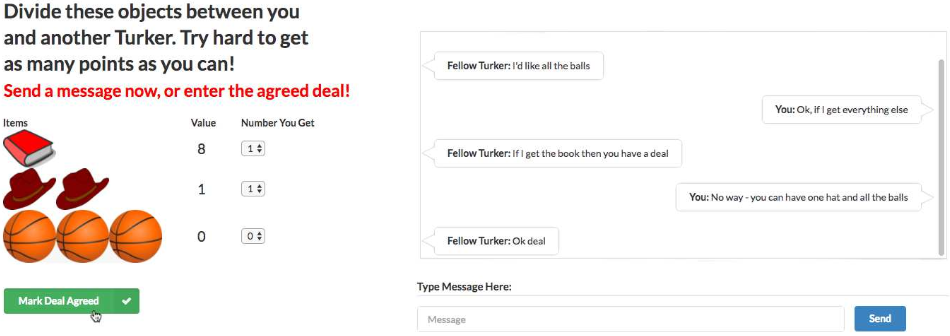 Divide these objects between you
and another Turker. Try hard to get
as many points as you can!
Send a message now, or enter the agreed deal!
Items Value Number You Get
8 1
1 1
0 0
Mark Deal Agreed
Fellow Turker: I'd like all the balls
You: Ok, if I get everything else
Fellow Turker: If I get the book then you have a deal
You: No way - you can have one hat and all the balls
Fellow Turker: Ok deal
Type Message Here:
Message Send